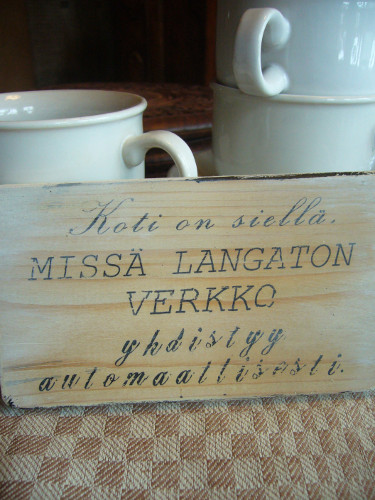 Koti on siellä.
MISSÄ LANGATON
VERKKO
yhdistyy
automaattisesti.